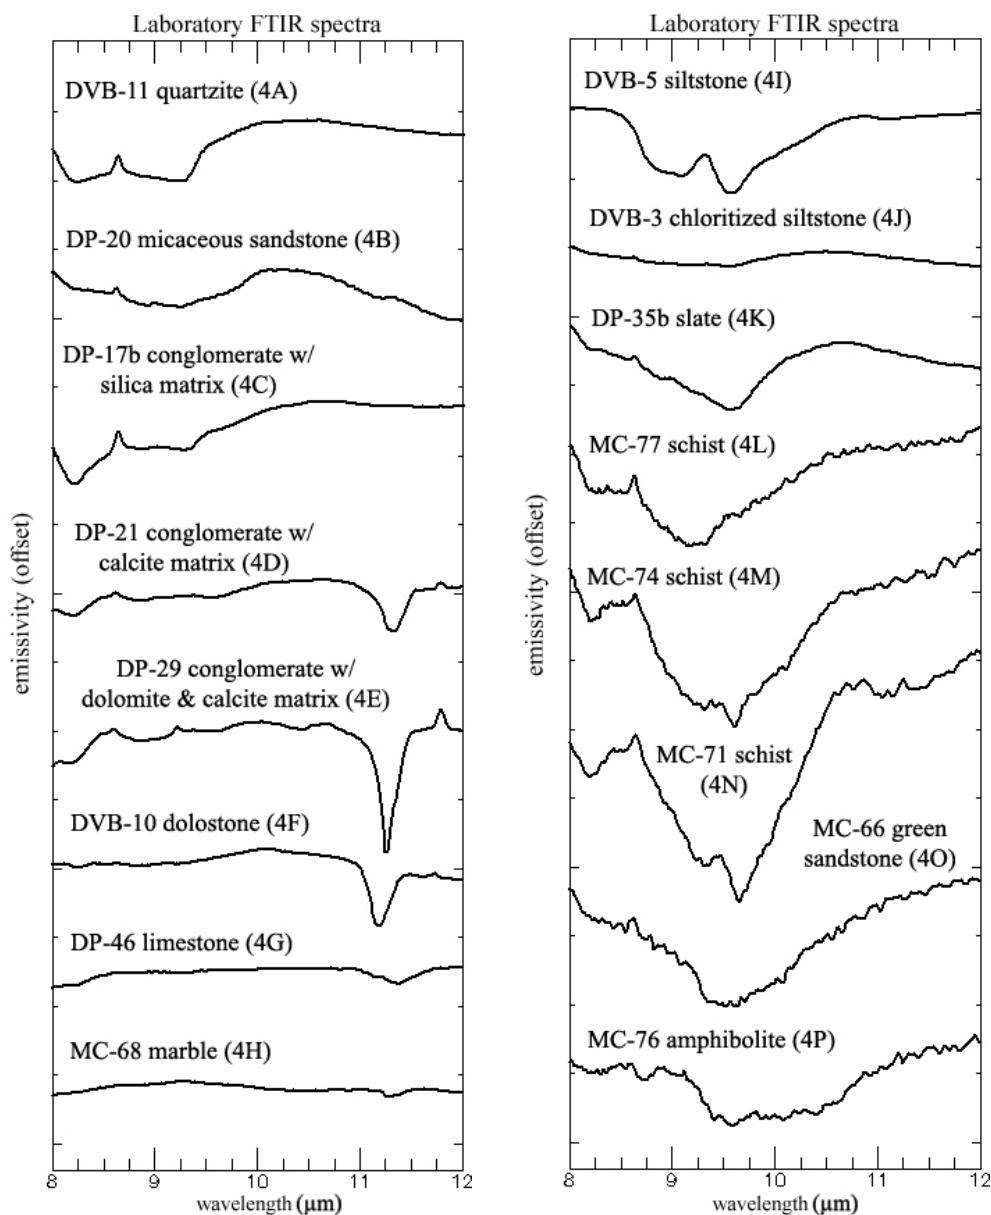 Laboratory FTIR spectra
DVB-11 quartzite (4A)
DP-20 micaceous sandstone (4B)
DP-17b conglomerate w/
silica matrix (4C)
DP-21 conglomerate w/
calcite matrix (4D)
DP-29 conglomerate w/
dolomite & calcite matrix (4E)
DVB-10 dolostone (4F)
DP-46 limestone (4G)
MC-68 marble (4H)
emissivity (offset)
8 9 10 11 12
wavelength (μm)
Laboratory FTIR spectra
DVB-5 siltstone (4I)
DVB-3 chloritized siltstone (4J)
DP-35b slate (4K)
MC-77 schist (4L)
MC-74 schist (4M)
MC-71 schist
(4N)
MC-66 green
sandstone (4O)
MC-76 amphibolite (4P)
emissivity (offset)
8 9 10 11 12
wavelength (μm)